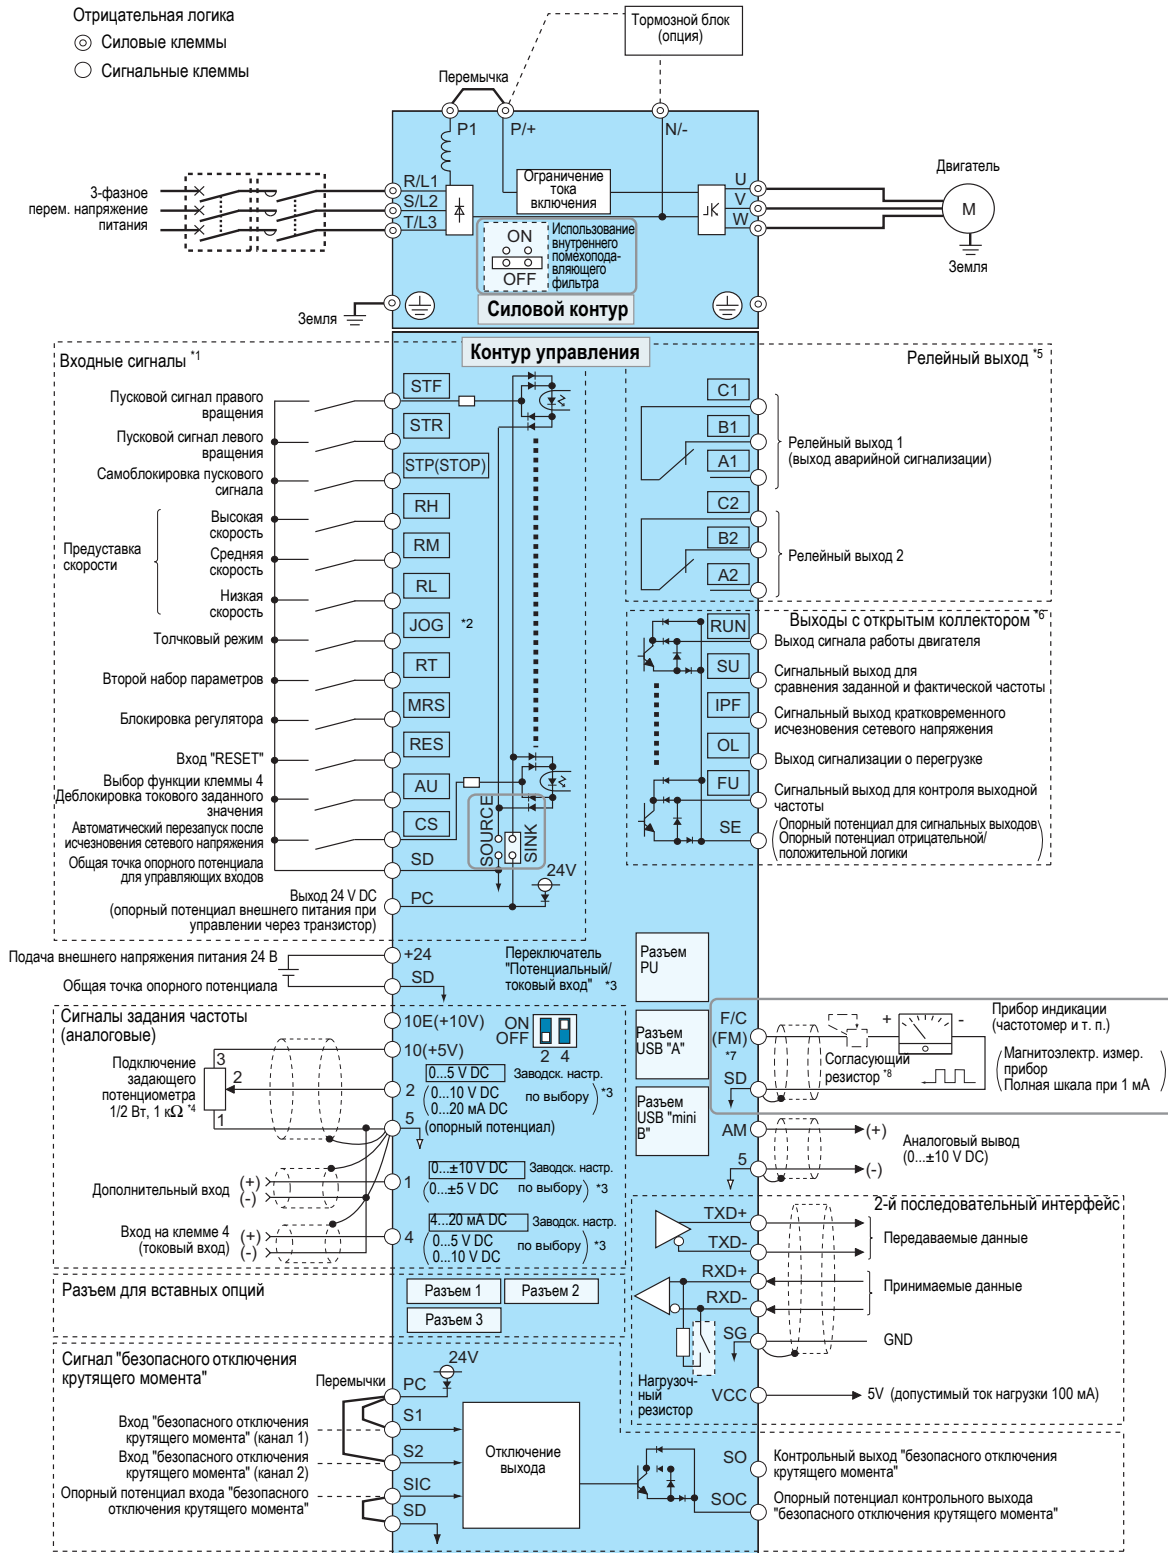 Отрицательная логика
Силовые клеммы
Сигнальные клеммы
Тормозной блок
(опция)
Перемычка
P1
P/+
N/-
3-фазное
перем. напряжение
питания
R/L1
S/L2
T/L3
Ограничение
тока
включения
U
V
W
Двигатель
M
Земля
ON
OFF
Использование
внутреннего
помехопода-
вляющего
фильтра
Земля
Силовой контур
Контур управления
Входные сигналы *1
Пусковой сигнал правого
вращения
STF
Пусковой сигнал левого
вращения
STR
Самоблокировка пускового
сигнала
STP(STOP)
Предуставка
скорости
Высокая
скорость
RH
Средняя
скорость
RM
Низкая
скорость
RL
Толчковый режим
JOG *2
Второй набор параметров
RT
Блокировка регулятора
MRS
Вход "RESET"
RES
Выбор функции клеммы 4
Деблокировка токового заданного
значения
AU
Автоматический перезапуск после
исчезновения сетевого напряжения
CS
Общая точка опорного потенциала
для управляющих входов
SD
SOURCE
SINK
24V
Выход 24 V DC
(опорный потенциал внешнего питания при
управлении через транзистор)
PC
Релейный выход *5
C1
B1
A1
Релейный выход 1
(выход аварийной сигнализации)
C2
B2
A2
Релейный выход 2
Выходы с открытым коллектором *6
RUN
Выход сигнала работы двигателя
SU
Сигнальный выход для
сравнения заданной и фактической частоты
IPF
Сигнальный выход кратковременного
исчезновения сетевого напряжения
OL
Выход сигнализации о перегрузке
FU
Сигнальный выход для контроля выходной
частоты
SE
(Опорный потенциал для сигнальных выходов
Опорный потенциал отрицательной/
положительной логики)
Подача внешнего напряжения питания 24 В
+24
Общая точка опорного потенциала
SD
Переключатель
"Потенциальный/
токовый вход" *3
Разъем
PU
Разъем
USB "A"
Разъем
USB "mini
B"
Сигналы задания частоты
(аналоговые)
10E(+10V)
ON
OFF
2 4
10(+5V)
Подключение
задающего
потенциометра
1/2 Вт, 1 кΩ *4
3
2
1
2
0...5 V DC Заводск. настр.
(0...10 V DC
0...20 мА DC по выбору) *3
5
(опорный потенциал)
Дополнительный вход
(+)
(-)
1
0...±10 V DC Заводск. настр.
(0...±5 V DC по выбору) *3
Вход на клемме 4
(токовый вход)
(+)
(-)
4
4...20 мА DC Заводск. настр.
(0...5 V DC
0...10 V DC по выбору) *3
F/C
(FM)
*7
SD
+ -
Согласующий
резистор *8
Прибор индикации
(частотомер и т. п.)
(Магнитоэлектр. измер.
прибор
Полная шкала при 1 мА)
AM
5
(+)
(-)
Аналоговый вывод
(0...±10 V DC)
2-й последовательный интерфейс
TXD+
TXD-
Передаваемые данные
RXD+
RXD-
Принимаемые данные
SG
GND
Нагрузоч-
ный
резистор
VCC
5V (допустимый ток нагрузки 100 мА)
Разъем для вставных опций
Разъем 1
Разъем 2
Разъем 3
Сигнал "безопасного отключения
крутящего момента"
Перемычки
24V
PC
Вход "безопасного отключения
крутящего момента" (канал 1)
S1
Вход "безопасного отключения
крутящего момента" (канал 2)
S2
Опорный потенциал входа "безопасного
отключения крутящего момента"
SIC
SD
Отключение
выхода
SO
Контрольный выход "безопасного отключения
крутящего момента"
SOC
Опорный потенциал контрольного выхода
"безопасного отключения крутящего момента"